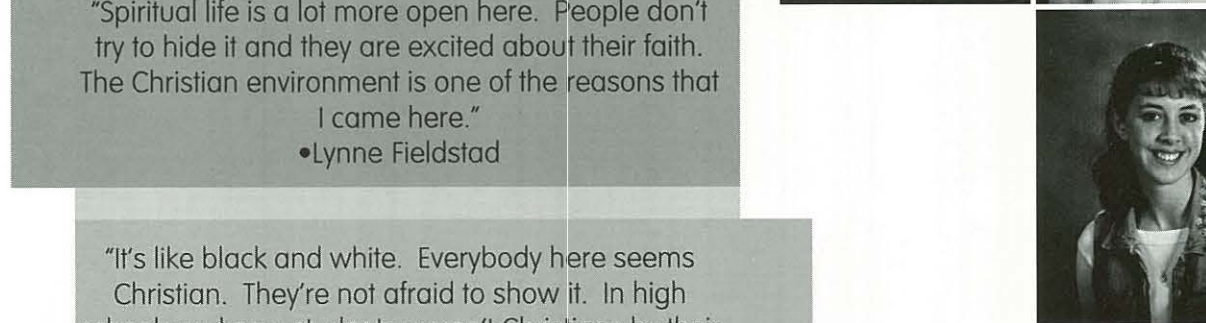 "Spiritual life is a lot more open here. People don't
try to hide it and they are excited about their faith.
The Christian environment is one of the reasons that
I came here."
•Lynne Fieldstad
"It's like black and white. Everybody here seems
Christian. They're not afraid to show it. In high